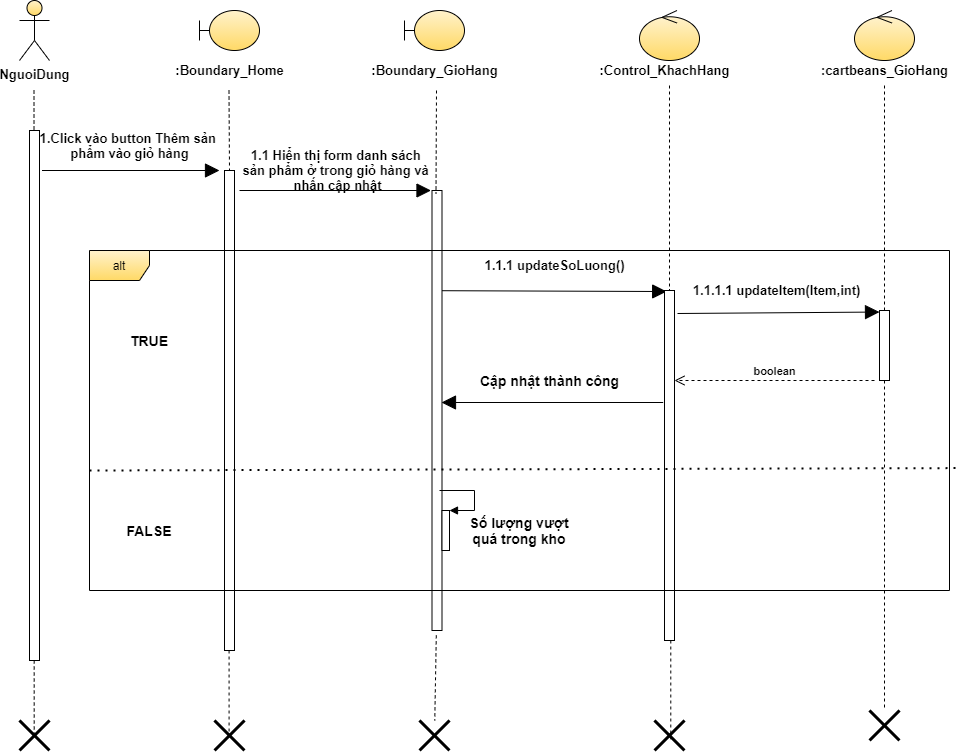 NguoiDung
:Boundary_Home
:Boundary_GioHang
:Control_KhachHang
:cartbeans_GioHang
1.Click vào button Thêm sản
phẩm vào giỏ hàng
1.1 Hiển thị form danh sách
sản phẩm ở trong giỏ hàng và
nhấn cập nhật
alt
1.1.1 updateSoLuong()
1.1.1.1 updateItem(Item,int)
TRUE
boolean
Cập nhật thành công
FALSE
Số lượng vượt
quá trong kho